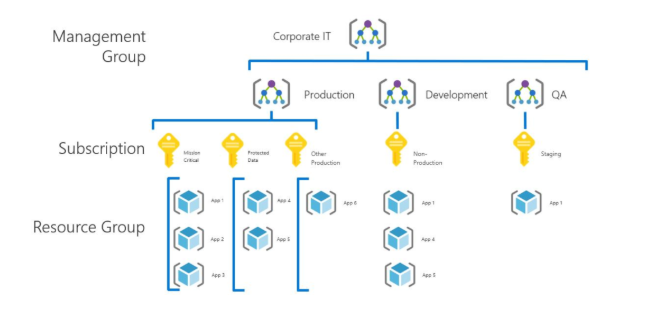 Management
Group
Corporate IT
Production
Development
QA
Subscription
Mission
Critical
Protected
Data
Other
Production
Non-
Production
Staging
Resource Group
App 1
App 4
App 6
App 1
App 1
App 2
App 5
App 4
App 3
App 5